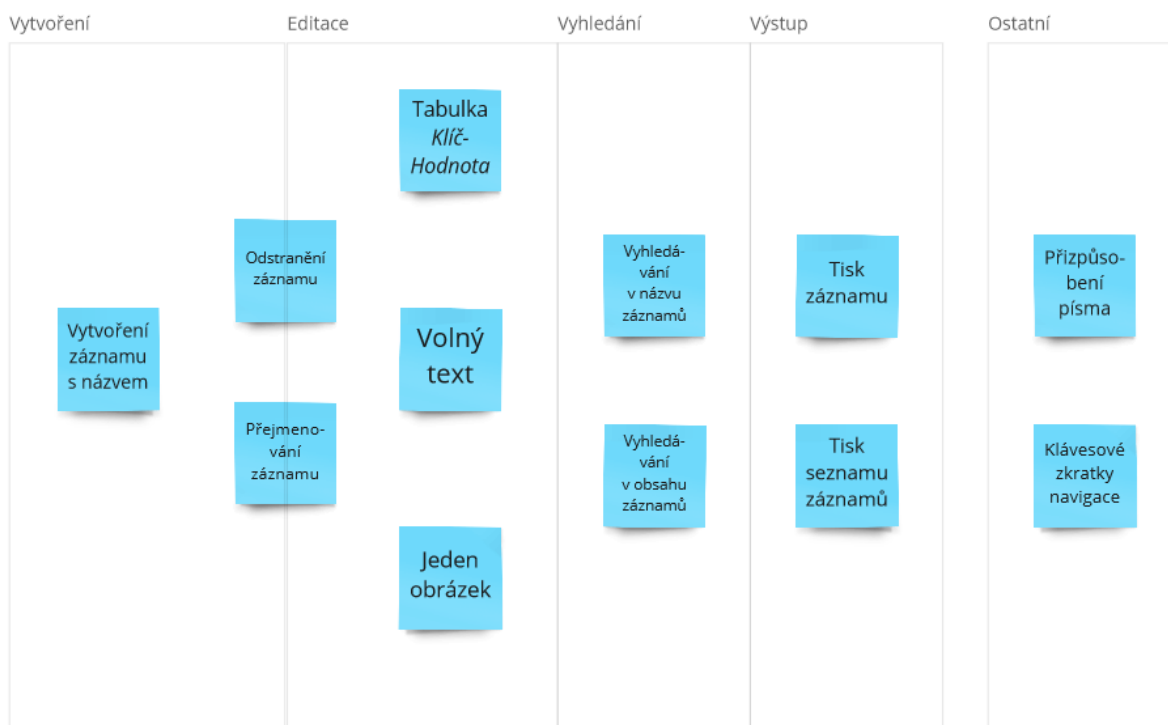 Vytvoření
Editace
Vyhledání
Výstup
Ostatní
Tabulka
Klíč-
Hodnota
Odstranění
záznamu
Vytvoření
záznamu
s názvem
Volný
text
Přejmeno-
vání
záznamu
Jeden
obrázek
Vyhledá-
vání
v názvu
záznamů
Vyhledá-
vání
v obsahu
záznamů
Tisk
záznamu
Tisk
seznamu
záznamů
Přizpůso-
bení
písma
Klávesové
zkratky
navigace